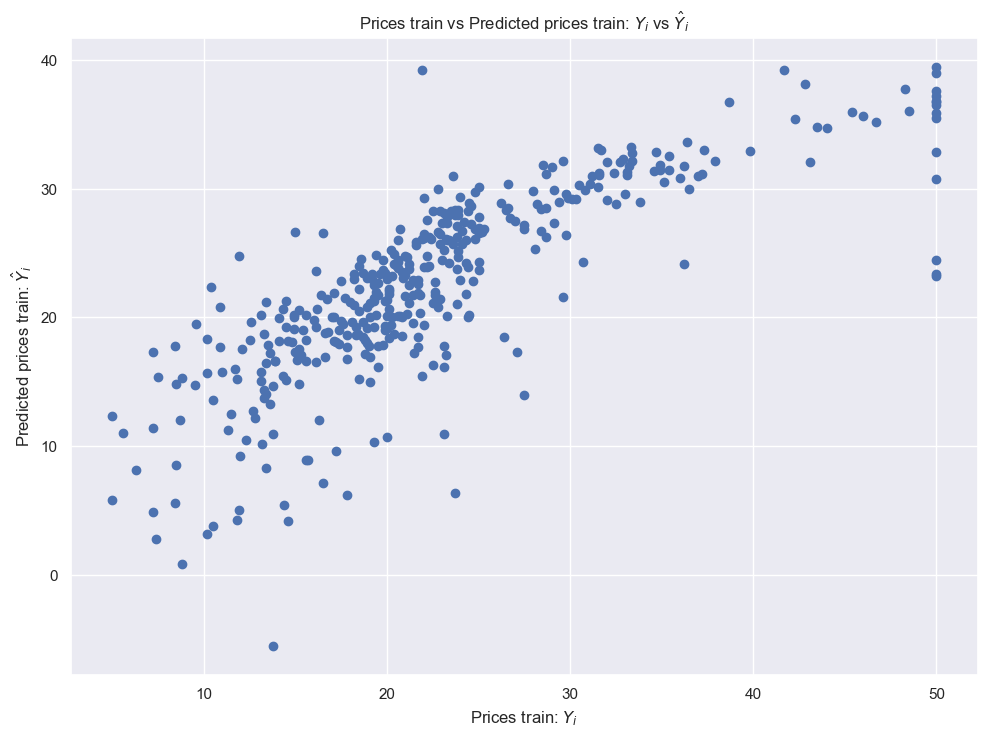 Prices train vs Predicted prices train: $Y_i$ vs $\hat{Y}_i$
40
30
20
10
0
Predicted prices train: $\hat{Y}_i$
10 20 30 40 50
Prices train: $Y_i$